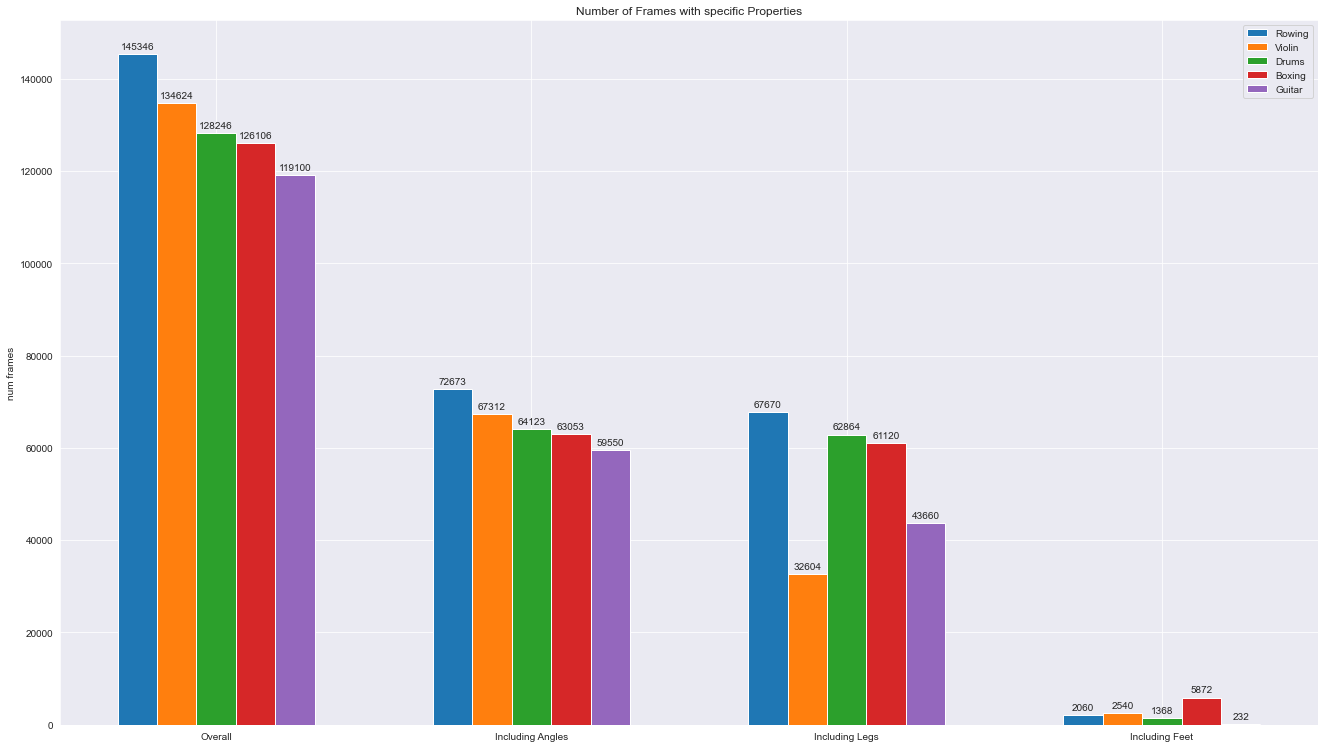 Number of Frames with specific Properties
Rowing
Violin
Drums
Boxing
Guitar
num frames
140000
120000
100000
80000
60000
40000
20000
0
145346
134624
128246
126106
119100
72673
67312
64123
63053
59550
67670
32604
62864
61120
43660
2060
2540
1368
5872
232
Overall
Including Angles
Including Legs
Including Feet